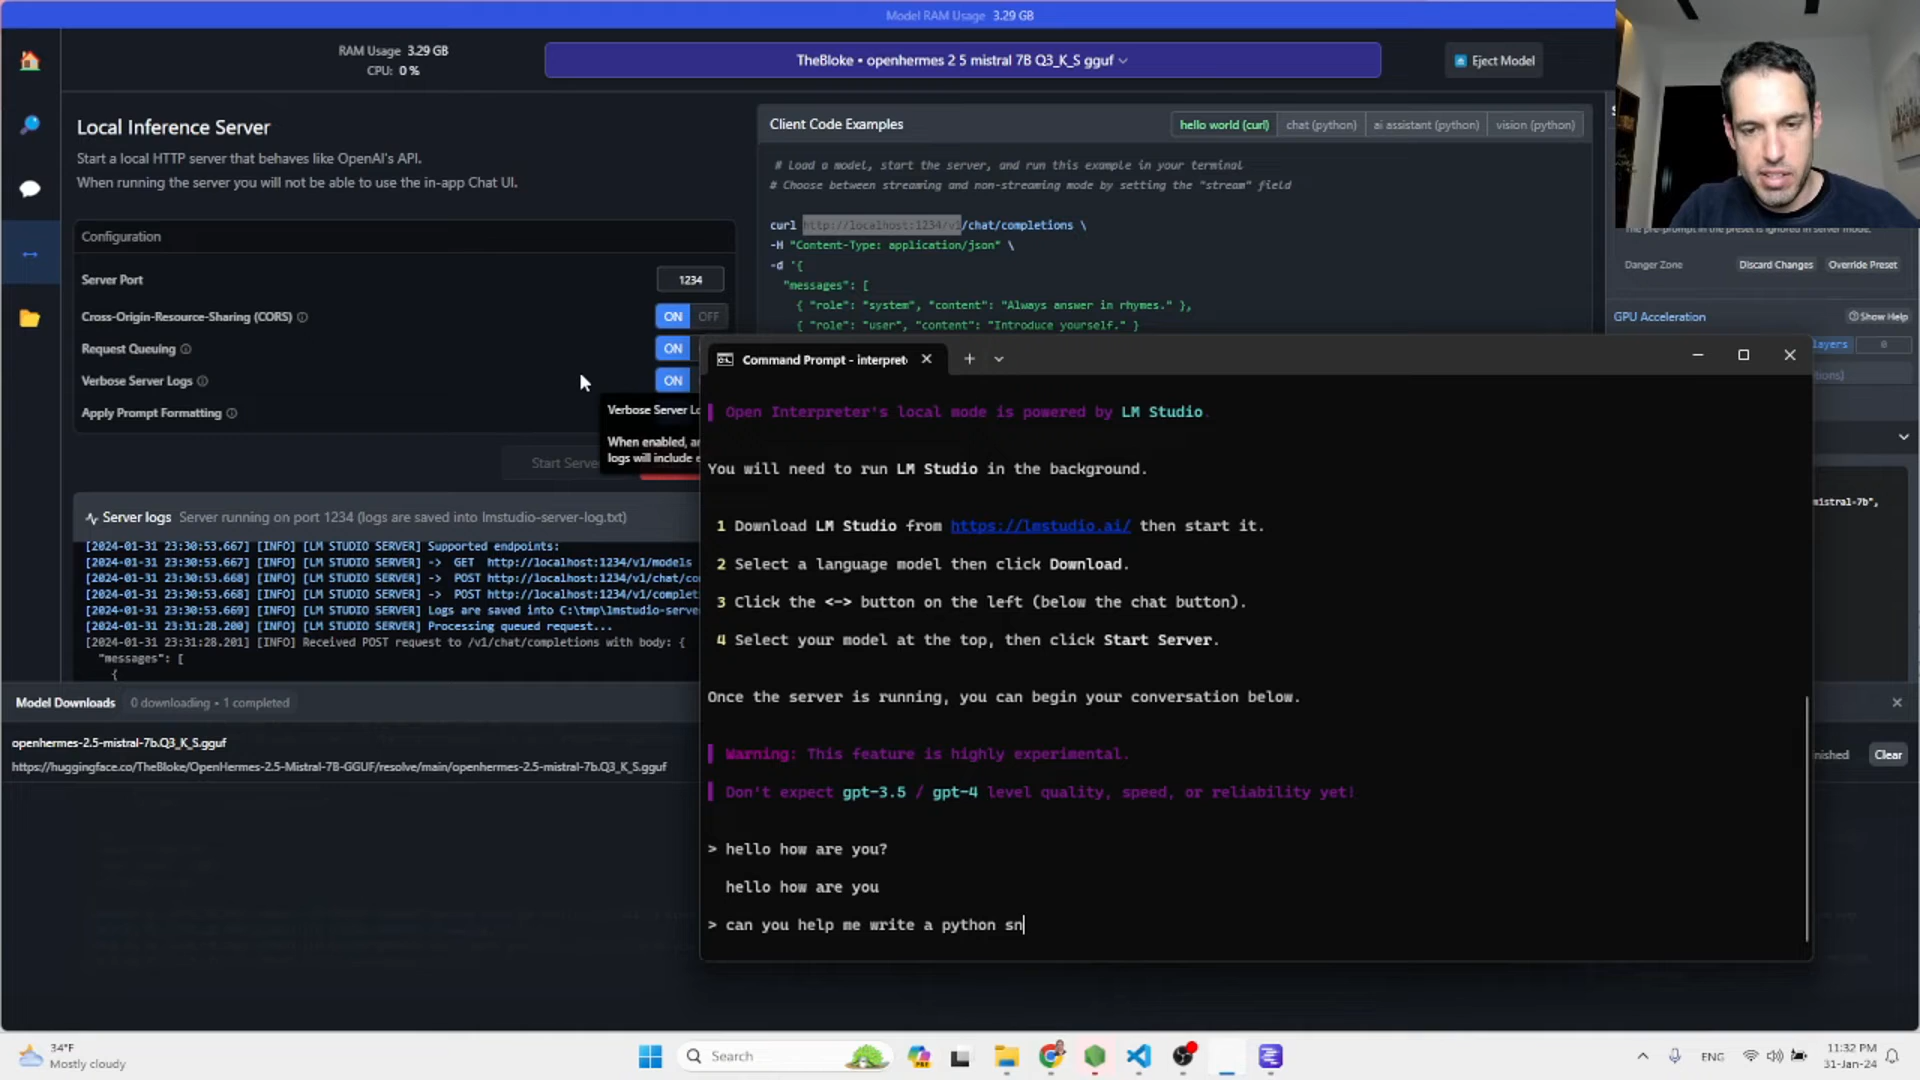 Model RAM Usage 3.29 GB
RAM Usage 3.29 GB
CPU: 0 %
TheBloke • openhermes 2 5 mistral 7B Q3_K_S gguf
Eject Model
Local Inference Server
Start a local HTTP server that behaves like OpenAI's API.
When running the server you will not be able to use the in-app Chat UI.
Configuration
Server Port 1234
Cross-Origin-Resource-Sharing (CORS) ON OFF
Request Queuing ON
Verbose Server Logs ON
Apply Prompt Formatting
Verbose Server Lo
When enabled, a
logs will include e
Start Serve
Client Code Examples
hello world (curl) chat (python) ai assistant (python) vision (python)
# Load a model, start the server, and run this example in your terminal
# Choose between streaming and non-streaming mode by setting the "stream" field
curl http://localhost:1234/v1/chat/completions \
-H "Content-Type: application/json" \
-d '{
"messages": [
{ "role": "system", "content": "Always answer in rhymes." },
{ "role": "user", "content": "Introduce yourself." }
The pre-prompt in the preset is ignored in server mode.
Danger Zone Discard Changes Override Preset
GPU Acceleration Show Help
layers 0
mistral-7b",
Server logs Server running on port 1234 (logs are saved into lmstudio-server-log.txt)
[2024-01-31 23:30:53.667] [INFO] [LM STUDIO SERVER] Supported endpoints:
[2024-01-31 23:30:53.667] [INFO] [LM STUDIO SERVER] -> GET http://localhost:1234/v1/models
[2024-01-31 23:30:53.668] [INFO] [LM STUDIO SERVER] -> POST http://localhost:1234/v1/chat/co
[2024-01-31 23:30:53.668] [INFO] [LM STUDIO SERVER] -> POST http://localhost:1234/v1/complet
[2024-01-31 23:30:53.669] [INFO] [LM STUDIO SERVER] Logs are saved into C:\tmp\lmstudio-serve
[2024-01-31 23:31:28.200] [INFO] [LM STUDIO SERVER] Processing queued request...
[2024-01-31 23:31:28.201] [INFO] Received POST request to /v1/chat/completions with body: {
"messages": [
{
Model Downloads 0 downloading • 1 completed
openhermes-2.5-mistral-7b.Q3_K_S.gguf
https://huggingface.co/TheBloke/OpenHermes-2.5-Mistral-7B-GGUF/resolve/main/openhermes-2.5-mistral-7b.Q3_K_S.gguf
nished Clear
Command Prompt - interpret
Open Interpreter's local mode is powered by LM Studio.
You will need to run LM Studio in the background.
1 Download LM Studio from https://lmstudio.ai/ then start it.
2 Select a language model then click Download.
3 Click the <-> button on the left (below the chat button).
4 Select your model at the top, then click Start Server.
Once the server is running, you can begin your conversation below.
Warning: This feature is highly experimental.
Don't expect gpt-3.5 / gpt-4 level quality, speed, or reliability yet!
> hello how are you?
hello how are you
> can you help me write a python sn
34°F
Mostly cloudy
Search
ENG
11:32 PM
31-Jan-24